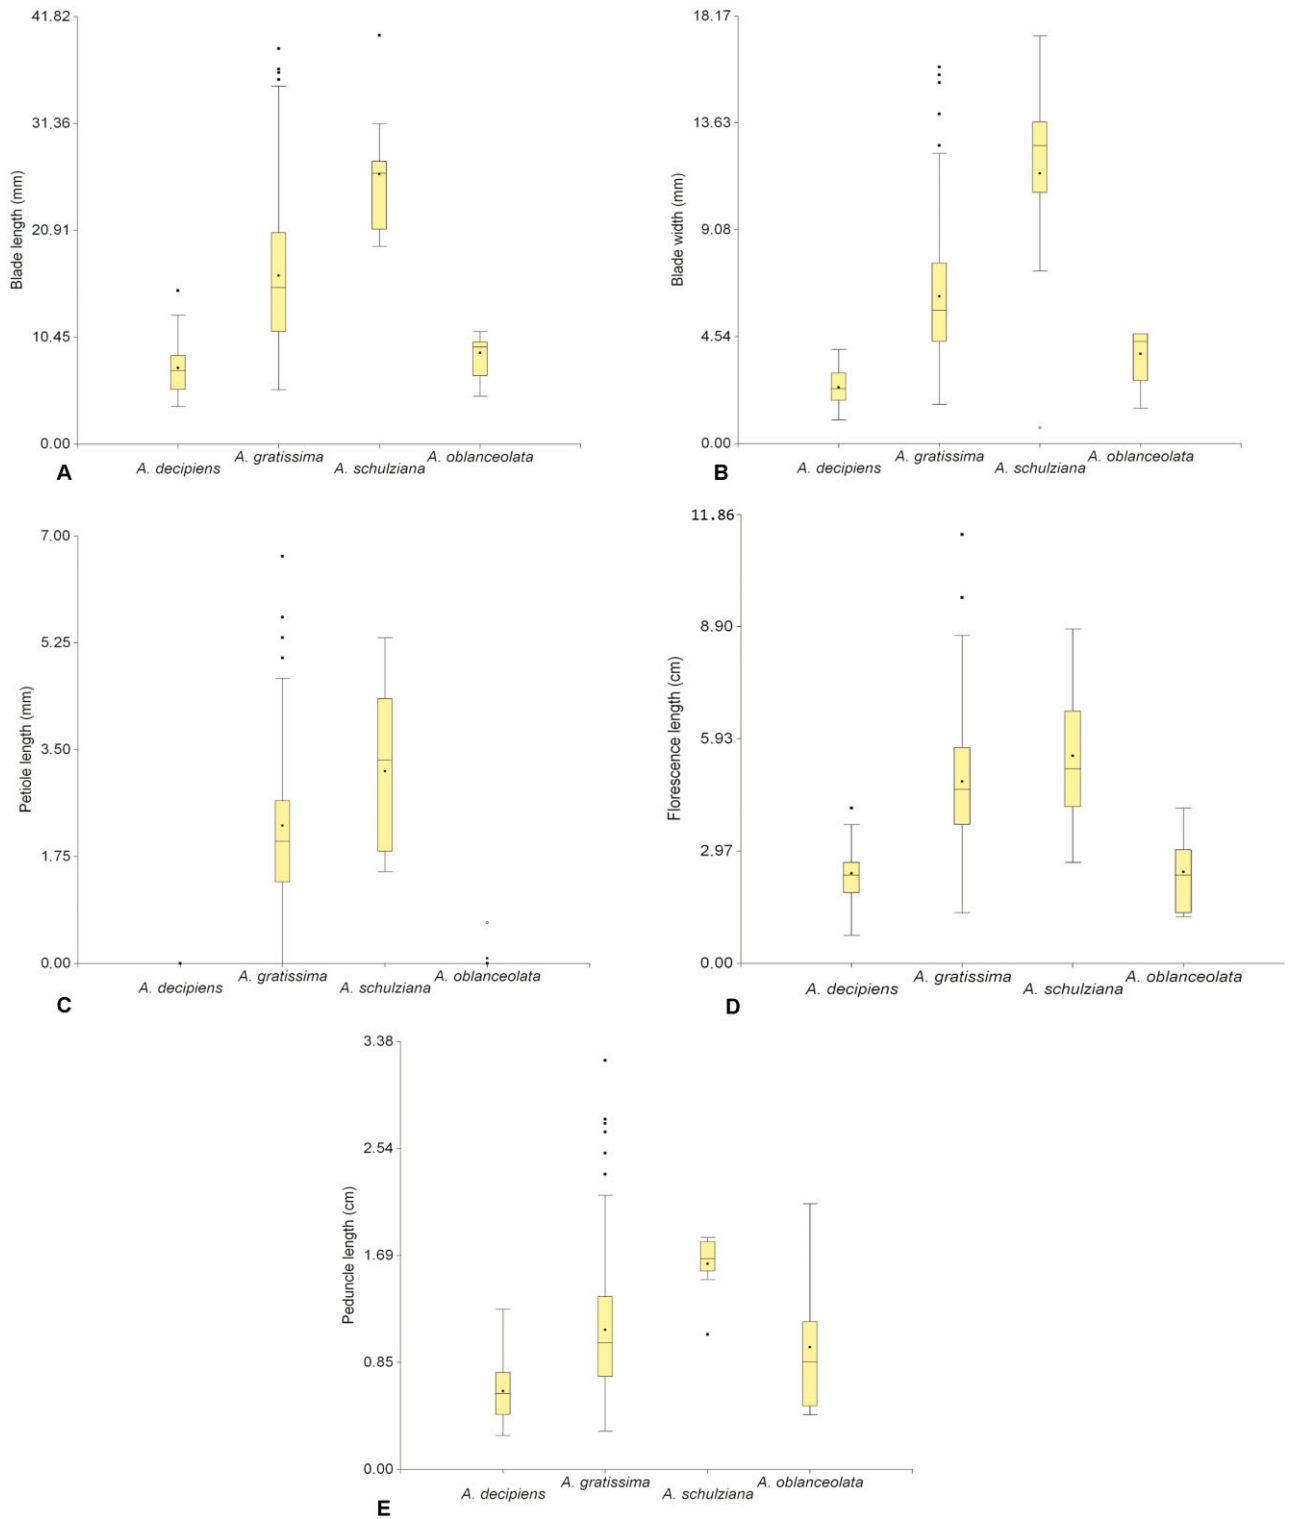 41.82
31.36
20.91
10.45
0.00
Blade length (mm)
A. decipiens
A. gratissima
A. schulziana
A. oblanceolata
A
18.17
13.63
9.08
4.54
0.00
Blade width (mm)
A. decipiens
A. gratissima
A. schulziana
A. oblanceolata
B
7.00
5.25
3.50
1.75
0.00
Petiole length (mm)
A. decipiens
A. gratissima
A. schulziana
A. oblanceolata
C
11.86
8.90
5.93
2.97
0.00
Florescence length (cm)
A. decipiens
A. gratissima
A. schulziana
A. oblanceolata
D
3.38
2.54
1.69
0.85
0.00
Peduncle length (cm)
A. decipiens
A. gratissima
A. schulziana
A. oblanceolata
E